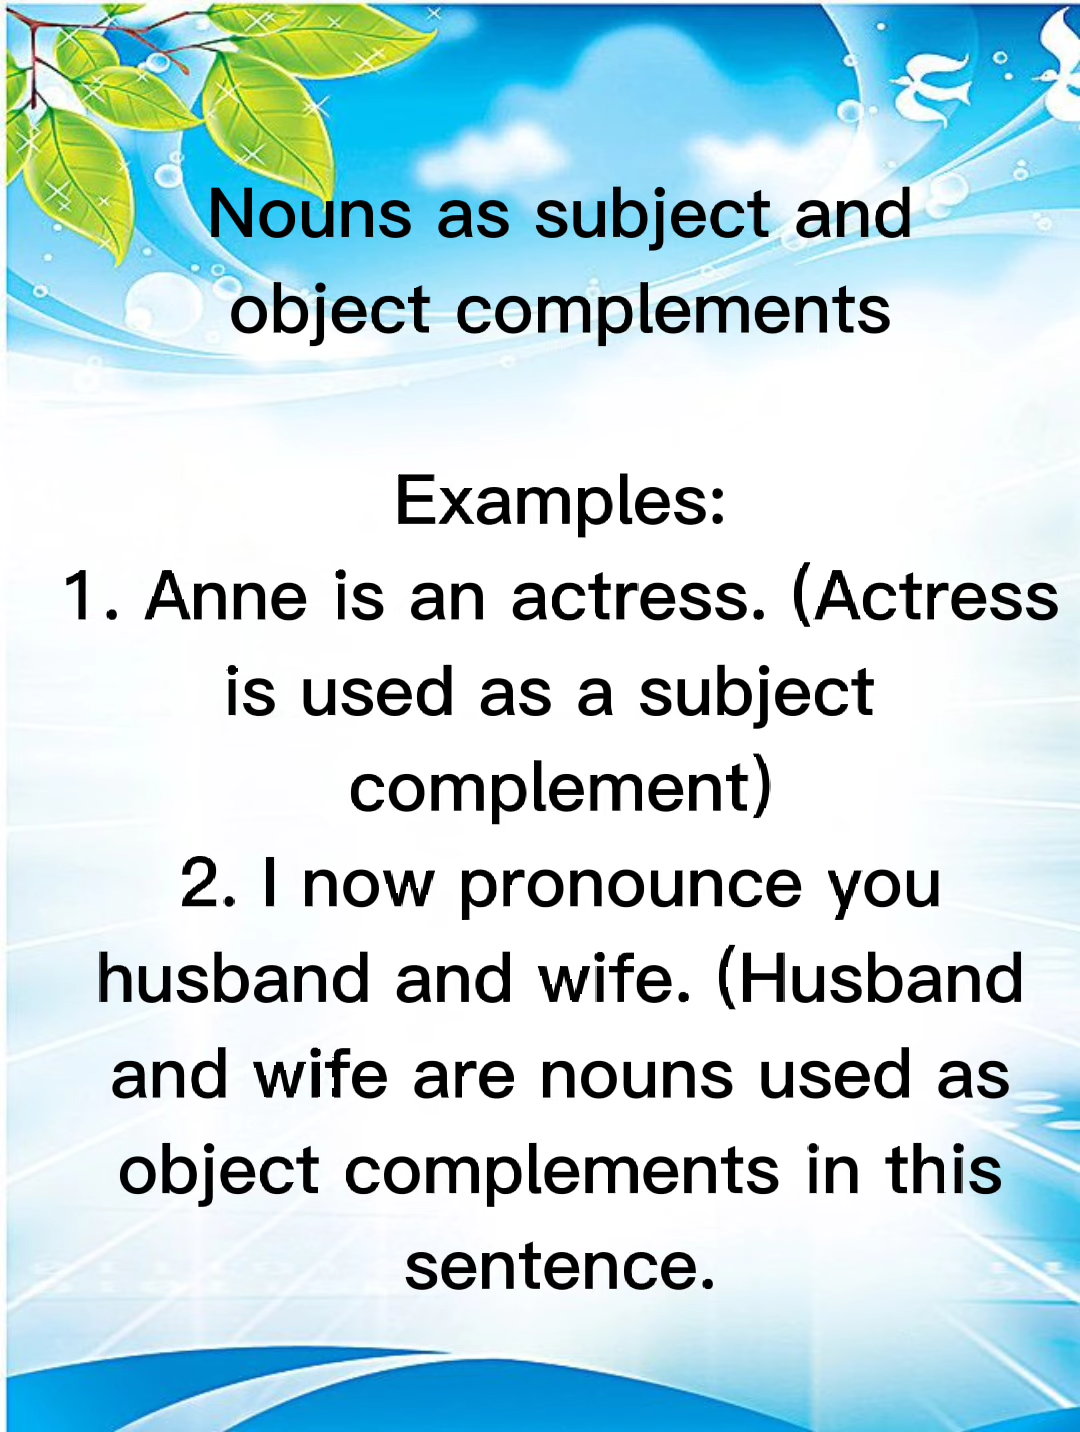 Nouns as subject and
object complements
Examples:
1. Anne is an actress. (Actress
is used as a subject
complement)
2. I now pronounce you
husband and wife. (Husband
and wife are nouns used as
object complements in this
sentence.